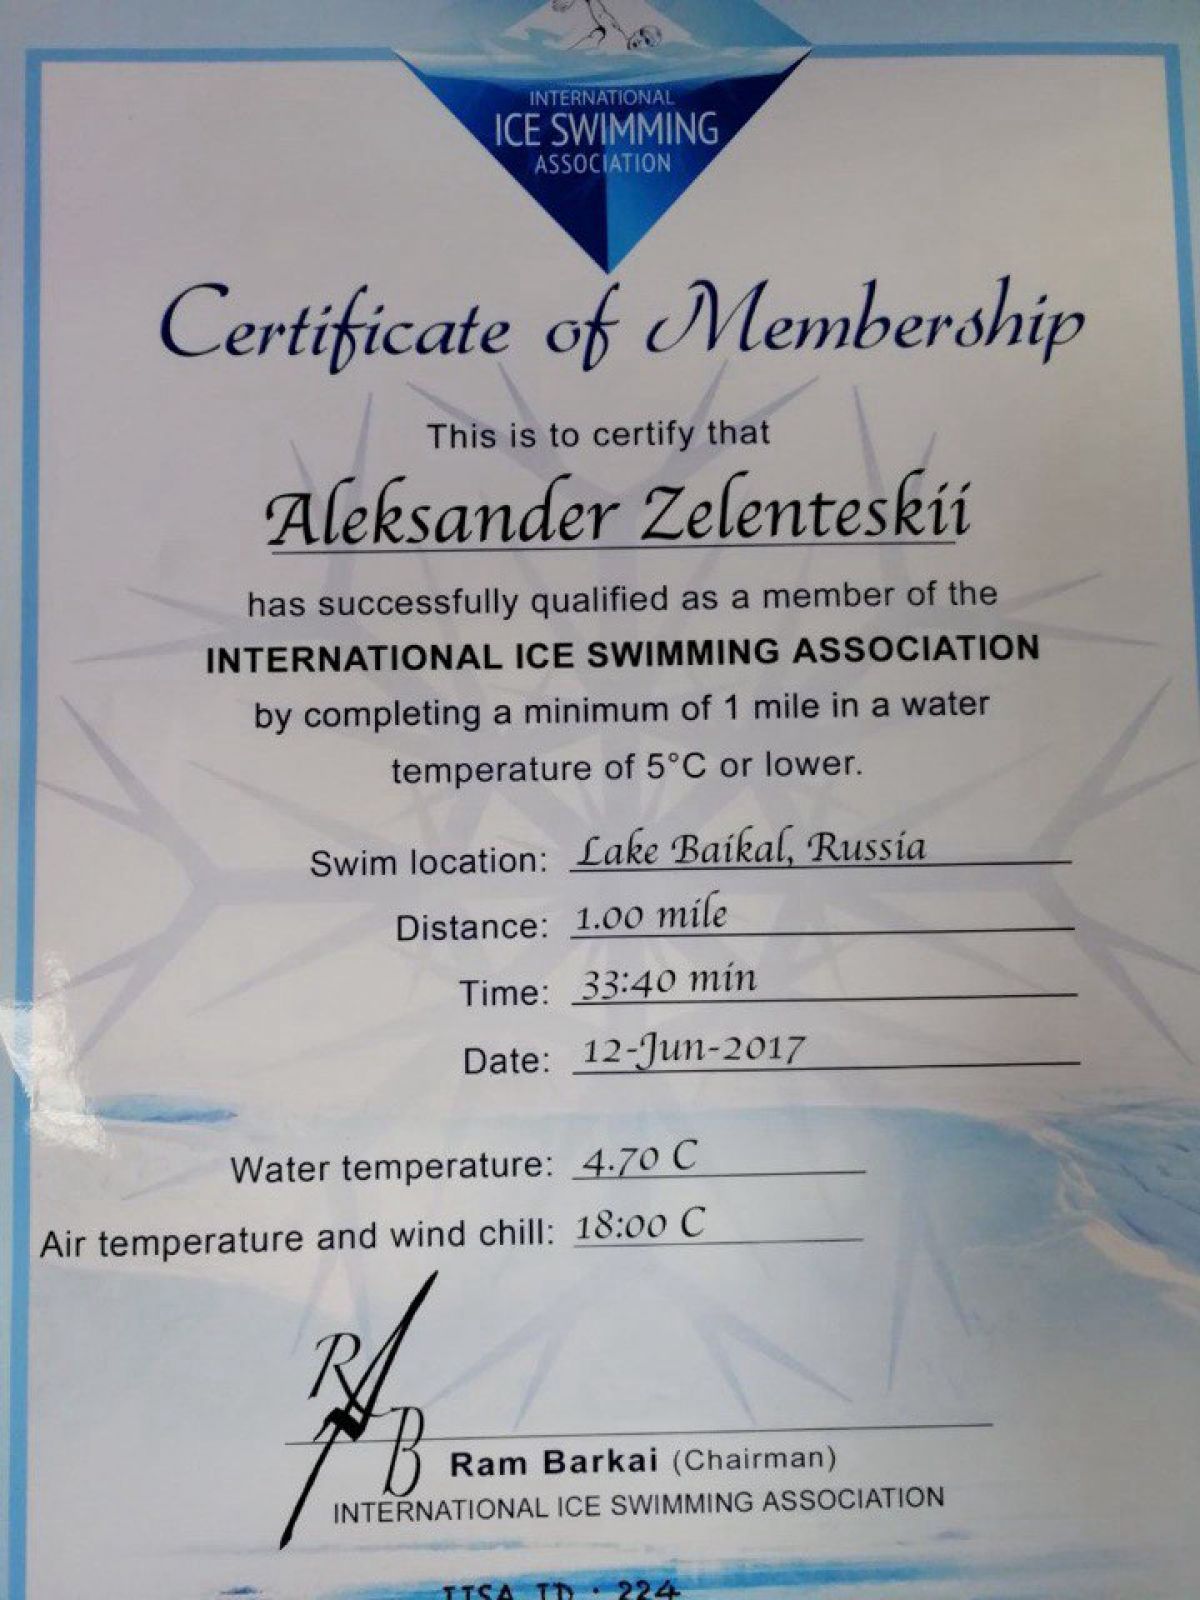 INTERNATIONAL
ICE SWIMMING
ASSOCIATION
Certificate of Membership
This is to certify that
Aleksander Zelenteskii
has successfully qualified as a member of the
INTERNATIONAL ICE SWIMMING ASSOCIATION
by completing a minimum of 1 mile in a water
temperature of 5°C or lower.
Swim location: Lake Baikal, Russia
Distance: 1.00 mile
Time: 33:40 min
Date: 12-Jun-2017
Water temperature: 4.70 C
Air temperature and wind chill: 18:00 C
RAB
Ram Barkai (Chairman)
INTERNATIONAL ICE SWIMMING ASSOCIATION
IISA ID : 224